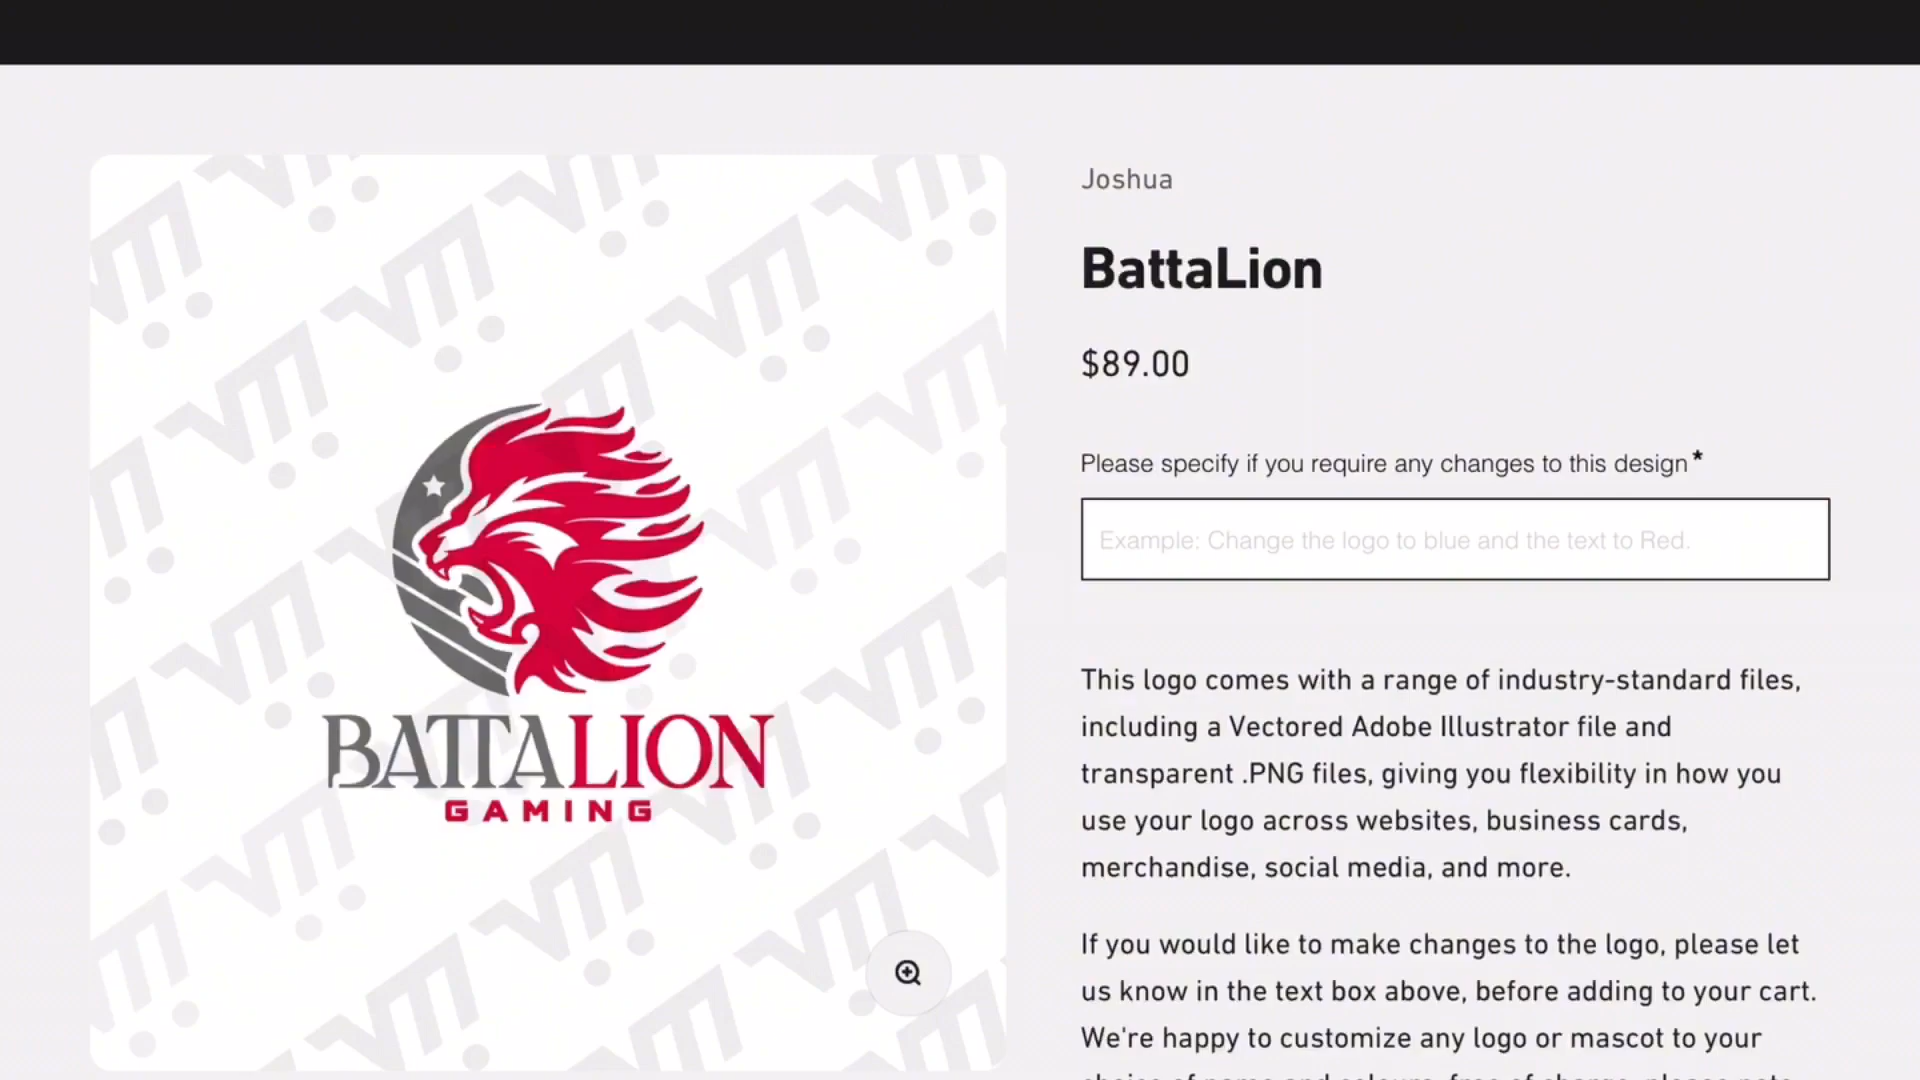 Joshua
BattaLion
$89.00
Please specify if you require any changes to this design*
Example: Change the logo to blue and the text to Red.
BATTALION
GAMING
This logo comes with a range of industry-standard files,
including a Vectored Adobe Illustrator file and
transparent .PNG files, giving you flexibility in how you
use your logo across websites, business cards,
merchandise, social media, and more.
If you would like to make changes to the logo, please let
us know in the text box above, before adding to your cart.
We're happy to customize any logo or mascot to your